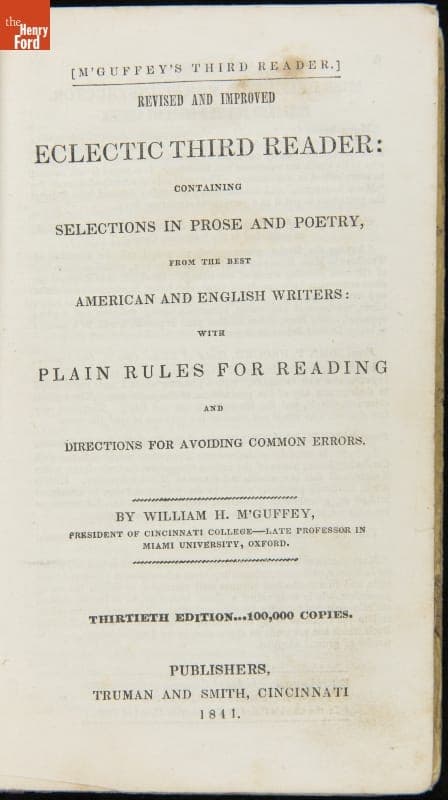 the
Henry
Ford
[M'GUFFEY'S THIRD READER.]
REVISED AND IMPROVED
ECLECTIC THIRD READER:
CONTAINING
SELECTIONS IN PROSE AND POETRY,
FROM THE BEST
AMERICAN AND ENGLISH WRITERS:
WITH
PLAIN RULES FOR READING
AND
DIRECTIONS FOR AVOIDING COMMON ERRORS.
BY WILLIAM H. M'GUFFEY,
PRESIDENT OF CINCINNATI COLLEGE—LATE PROFESSOR IN
MIAMI UNIVERSITY, OXFORD.
THIRTIETH EDITION...100,000 COPIES.
PUBLISHERS,
TRUMAN AND SMITH, CINCINNATI
1841.